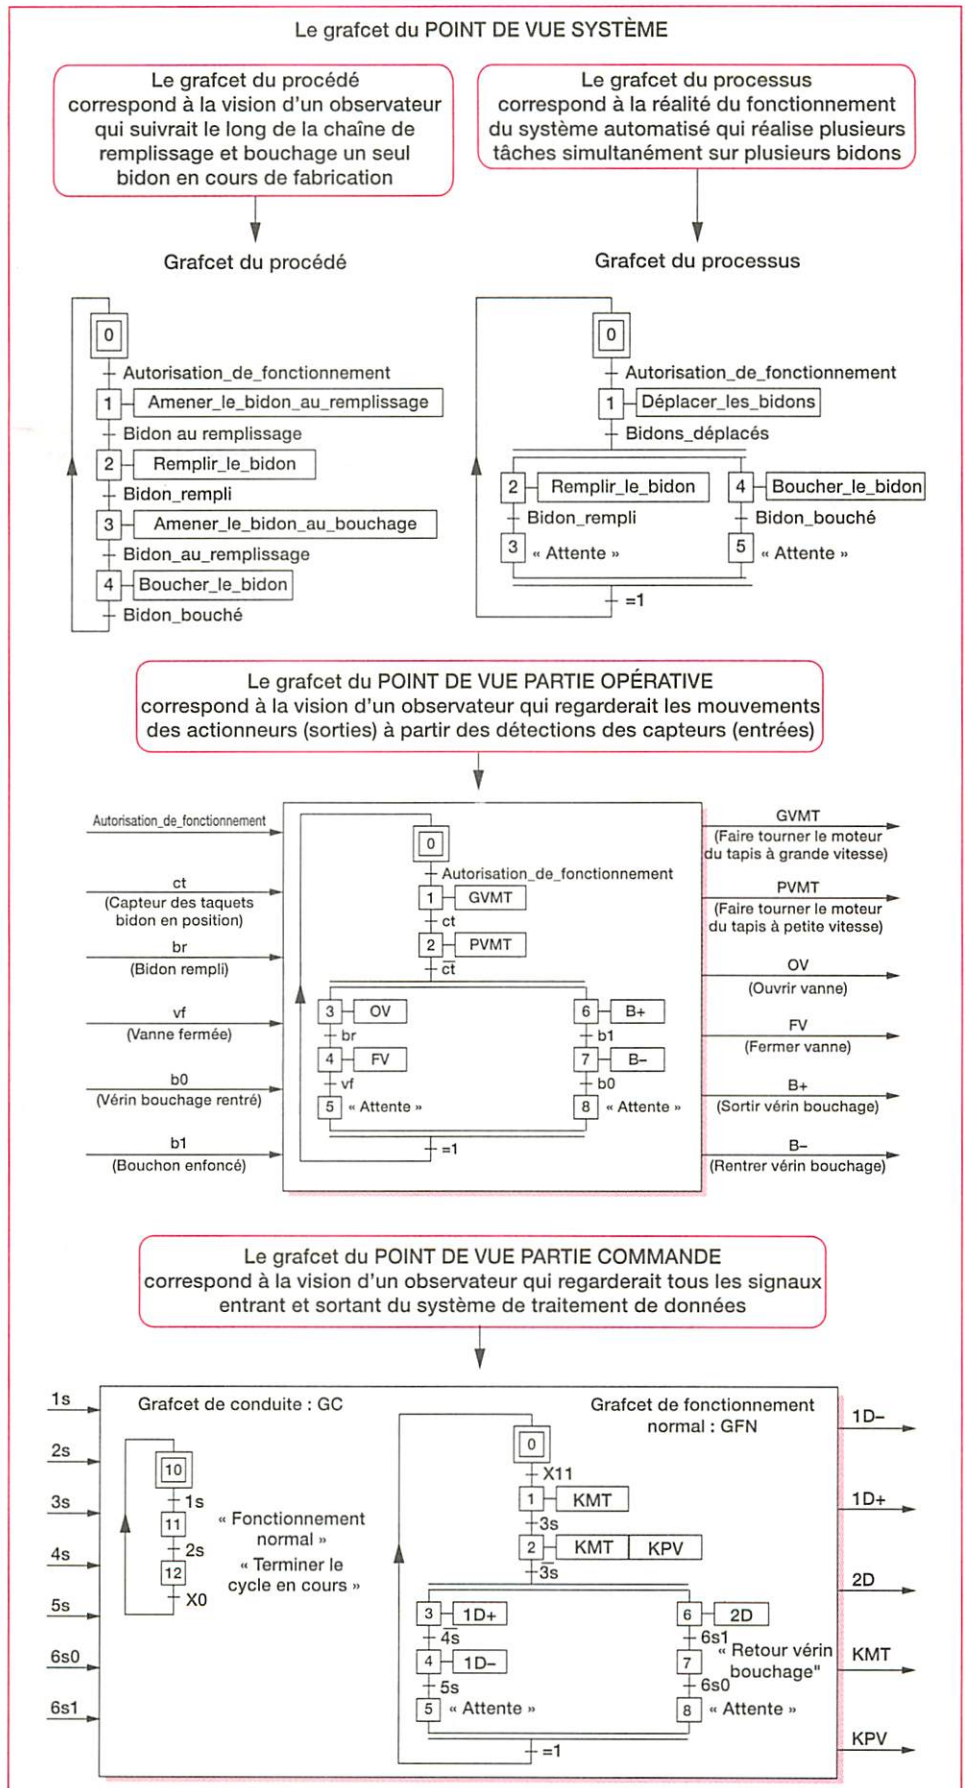 Le grafcet du POINT DE VUE SYSTÈME
Le grafcet du procédé
correspond à la vision d'un observateur
qui suivrait le long de la chaîne de
remplissage et bouchage un seul
bidon en cours de fabrication
Le grafcet du processus
correspond à la réalité du fonctionnement
du système automatisé qui réalise plusieurs
tâches simultanément sur plusieurs bidons
Grafcet du procédé
0
Autorisation_de_fonctionnement
1 Amener_le_bidon_au_remplissage
Bidon au remplissage
2 Remplir_le_bidon
Bidon_rempli
3 Amener_le_bidon_au_bouchage
Bidon_au_remplissage
4 Boucher_le_bidon
Bidon_bouché
Grafcet du processus
0
Autorisation_de_fonctionnement
1 Déplacer_les_bidons
Bidons_déplacés
2 Remplir_le_bidon
Bidon_rempli
3 « Attente »
4 Boucher_le_bidon
Bidon_bouché
5 « Attente »
=1
Le grafcet du POINT DE VUE PARTIE OPÉRATIVE
correspond à la vision d'un observateur qui regarderait les mouvements
des actionneurs (sorties) à partir des détections des capteurs (entrées)
Autorisation_de_fonctionnement
ct
(Capteur des taquets
bidon en position)
br
(Bidon rempli)
vf
(Vanne fermée)
b0
(Vérin bouchage rentré)
b1
(Bouchon enfoncé)
0
Autorisation_de_fonctionnement
1 GVMT
ct
2 PVMT
c̅t̅
3 OV
br
4 FV
vf
5 « Attente »
6 B+
b1
7 B–
b0
8 « Attente »
=1
GVMT
(Faire tourner le moteur
du tapis à grande vitesse)
PVMT
(Faire tourner le moteur
du tapis à petite vitesse)
OV
(Ouvrir vanne)
FV
(Fermer vanne)
B+
(Sortir vérin bouchage)
B–
(Rentrer vérin bouchage)
Le grafcet du POINT DE VUE PARTIE COMMANDE
correspond à la vision d'un observateur qui regarderait tous les signaux
entrant et sortant du système de traitement de données
1s
2s
3s
4s
5s
6s0
6s1
Grafcet de conduite : GC
10
1s
11 « Fonctionnement
normal »
2s
12 « Terminer le
cycle en cours »
X0
Grafcet de fonctionnement
normal : GFN
0
X11
1 KMT
3s
2 KMT KPV
3̅s̅
3 1D+
4̅s̅
4 1D–
5s
5 « Attente »
6 2D
6s1
7 « Retour vérin
bouchage"
6s0
8 « Attente »
=1
1D–
1D+
2D
KMT
KPV